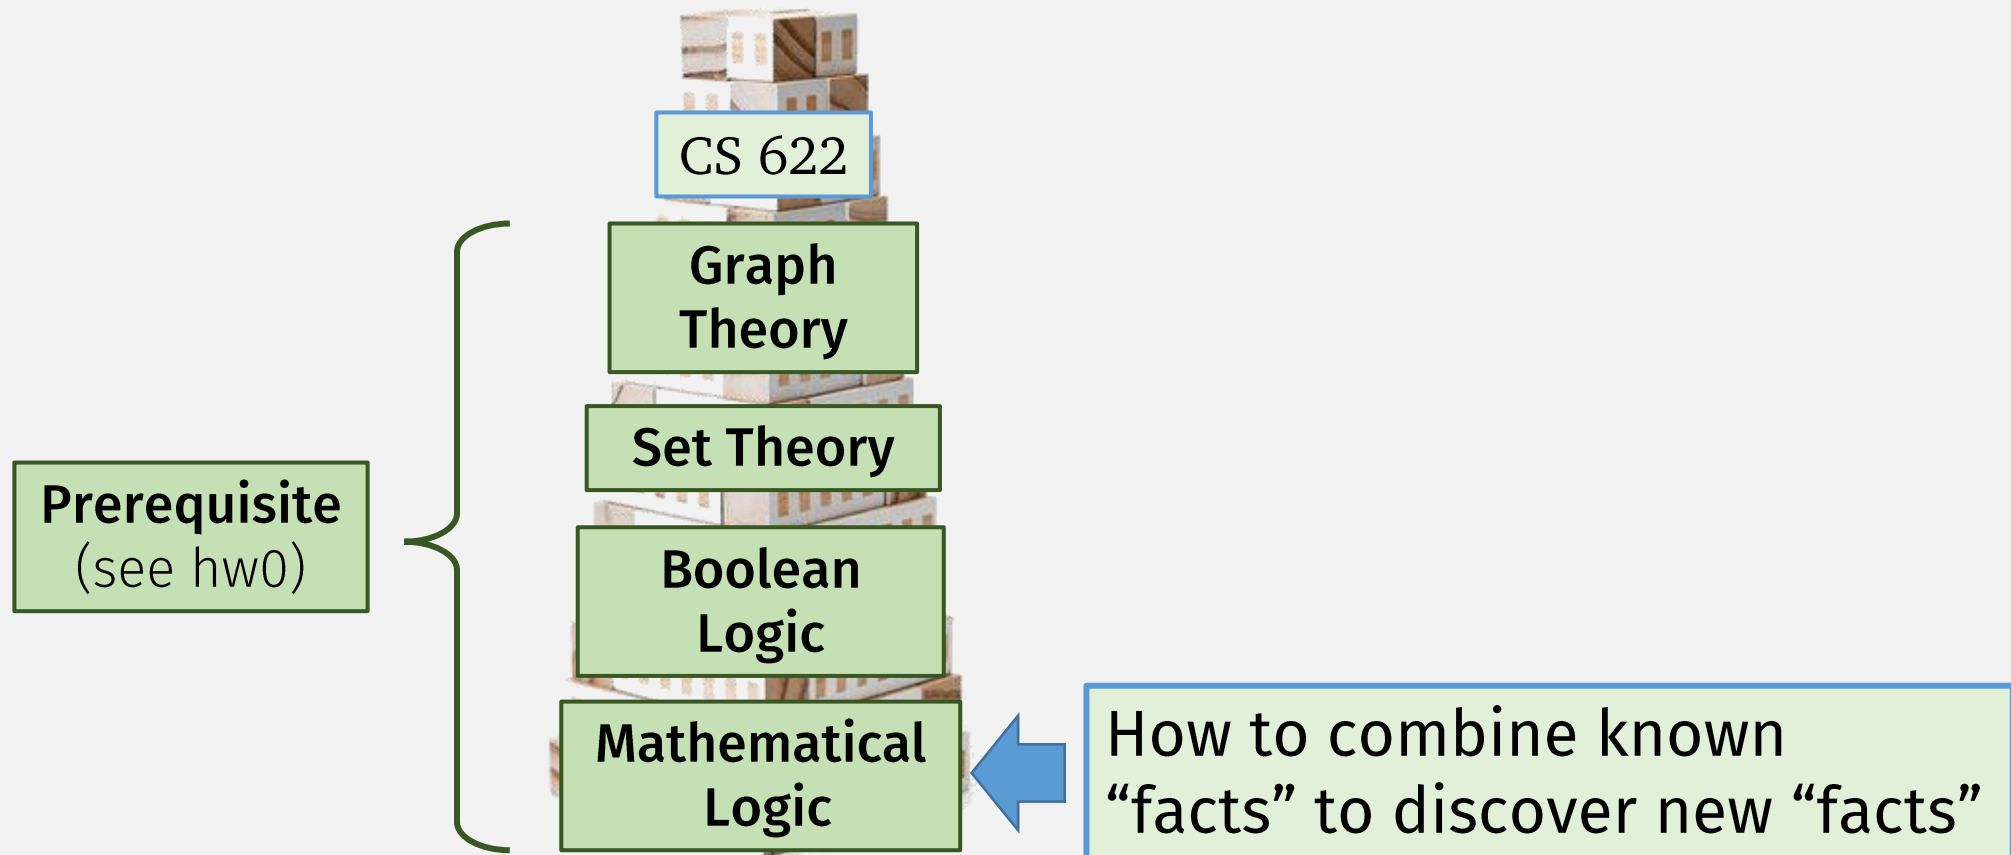 CS 622
Graph
Theory
Set Theory
Prerequisite
(see hw0)
Boolean
Logic
Mathematical
Logic
How to combine known
“facts” to discover new “facts”